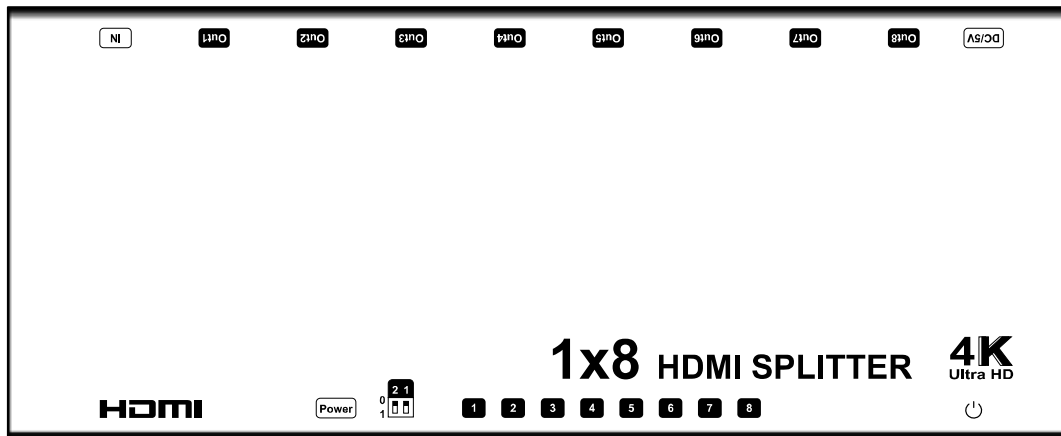 IN Out1 Out2 Out3 Out4 Out5 Out6 Out7 Out8 DC/5V
1x8 HDMI SPLITTER
4K
Ultra HD
HDMI
Power
2 1
0
1
1 2 3 4 5 6 7 8